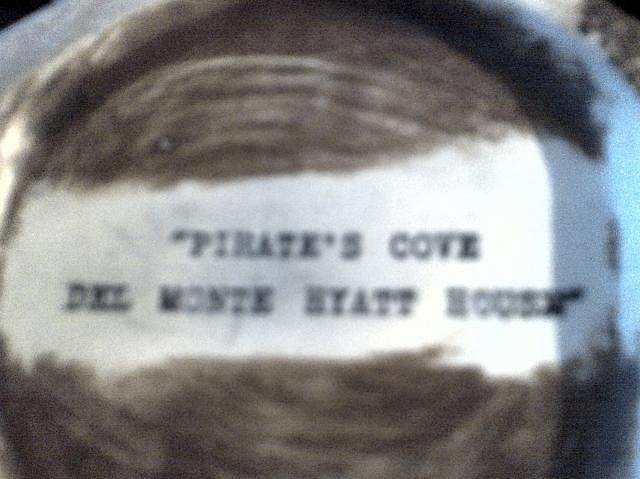 "PIRATE'S COVE
DEL MONTE HYATT HOUSE"